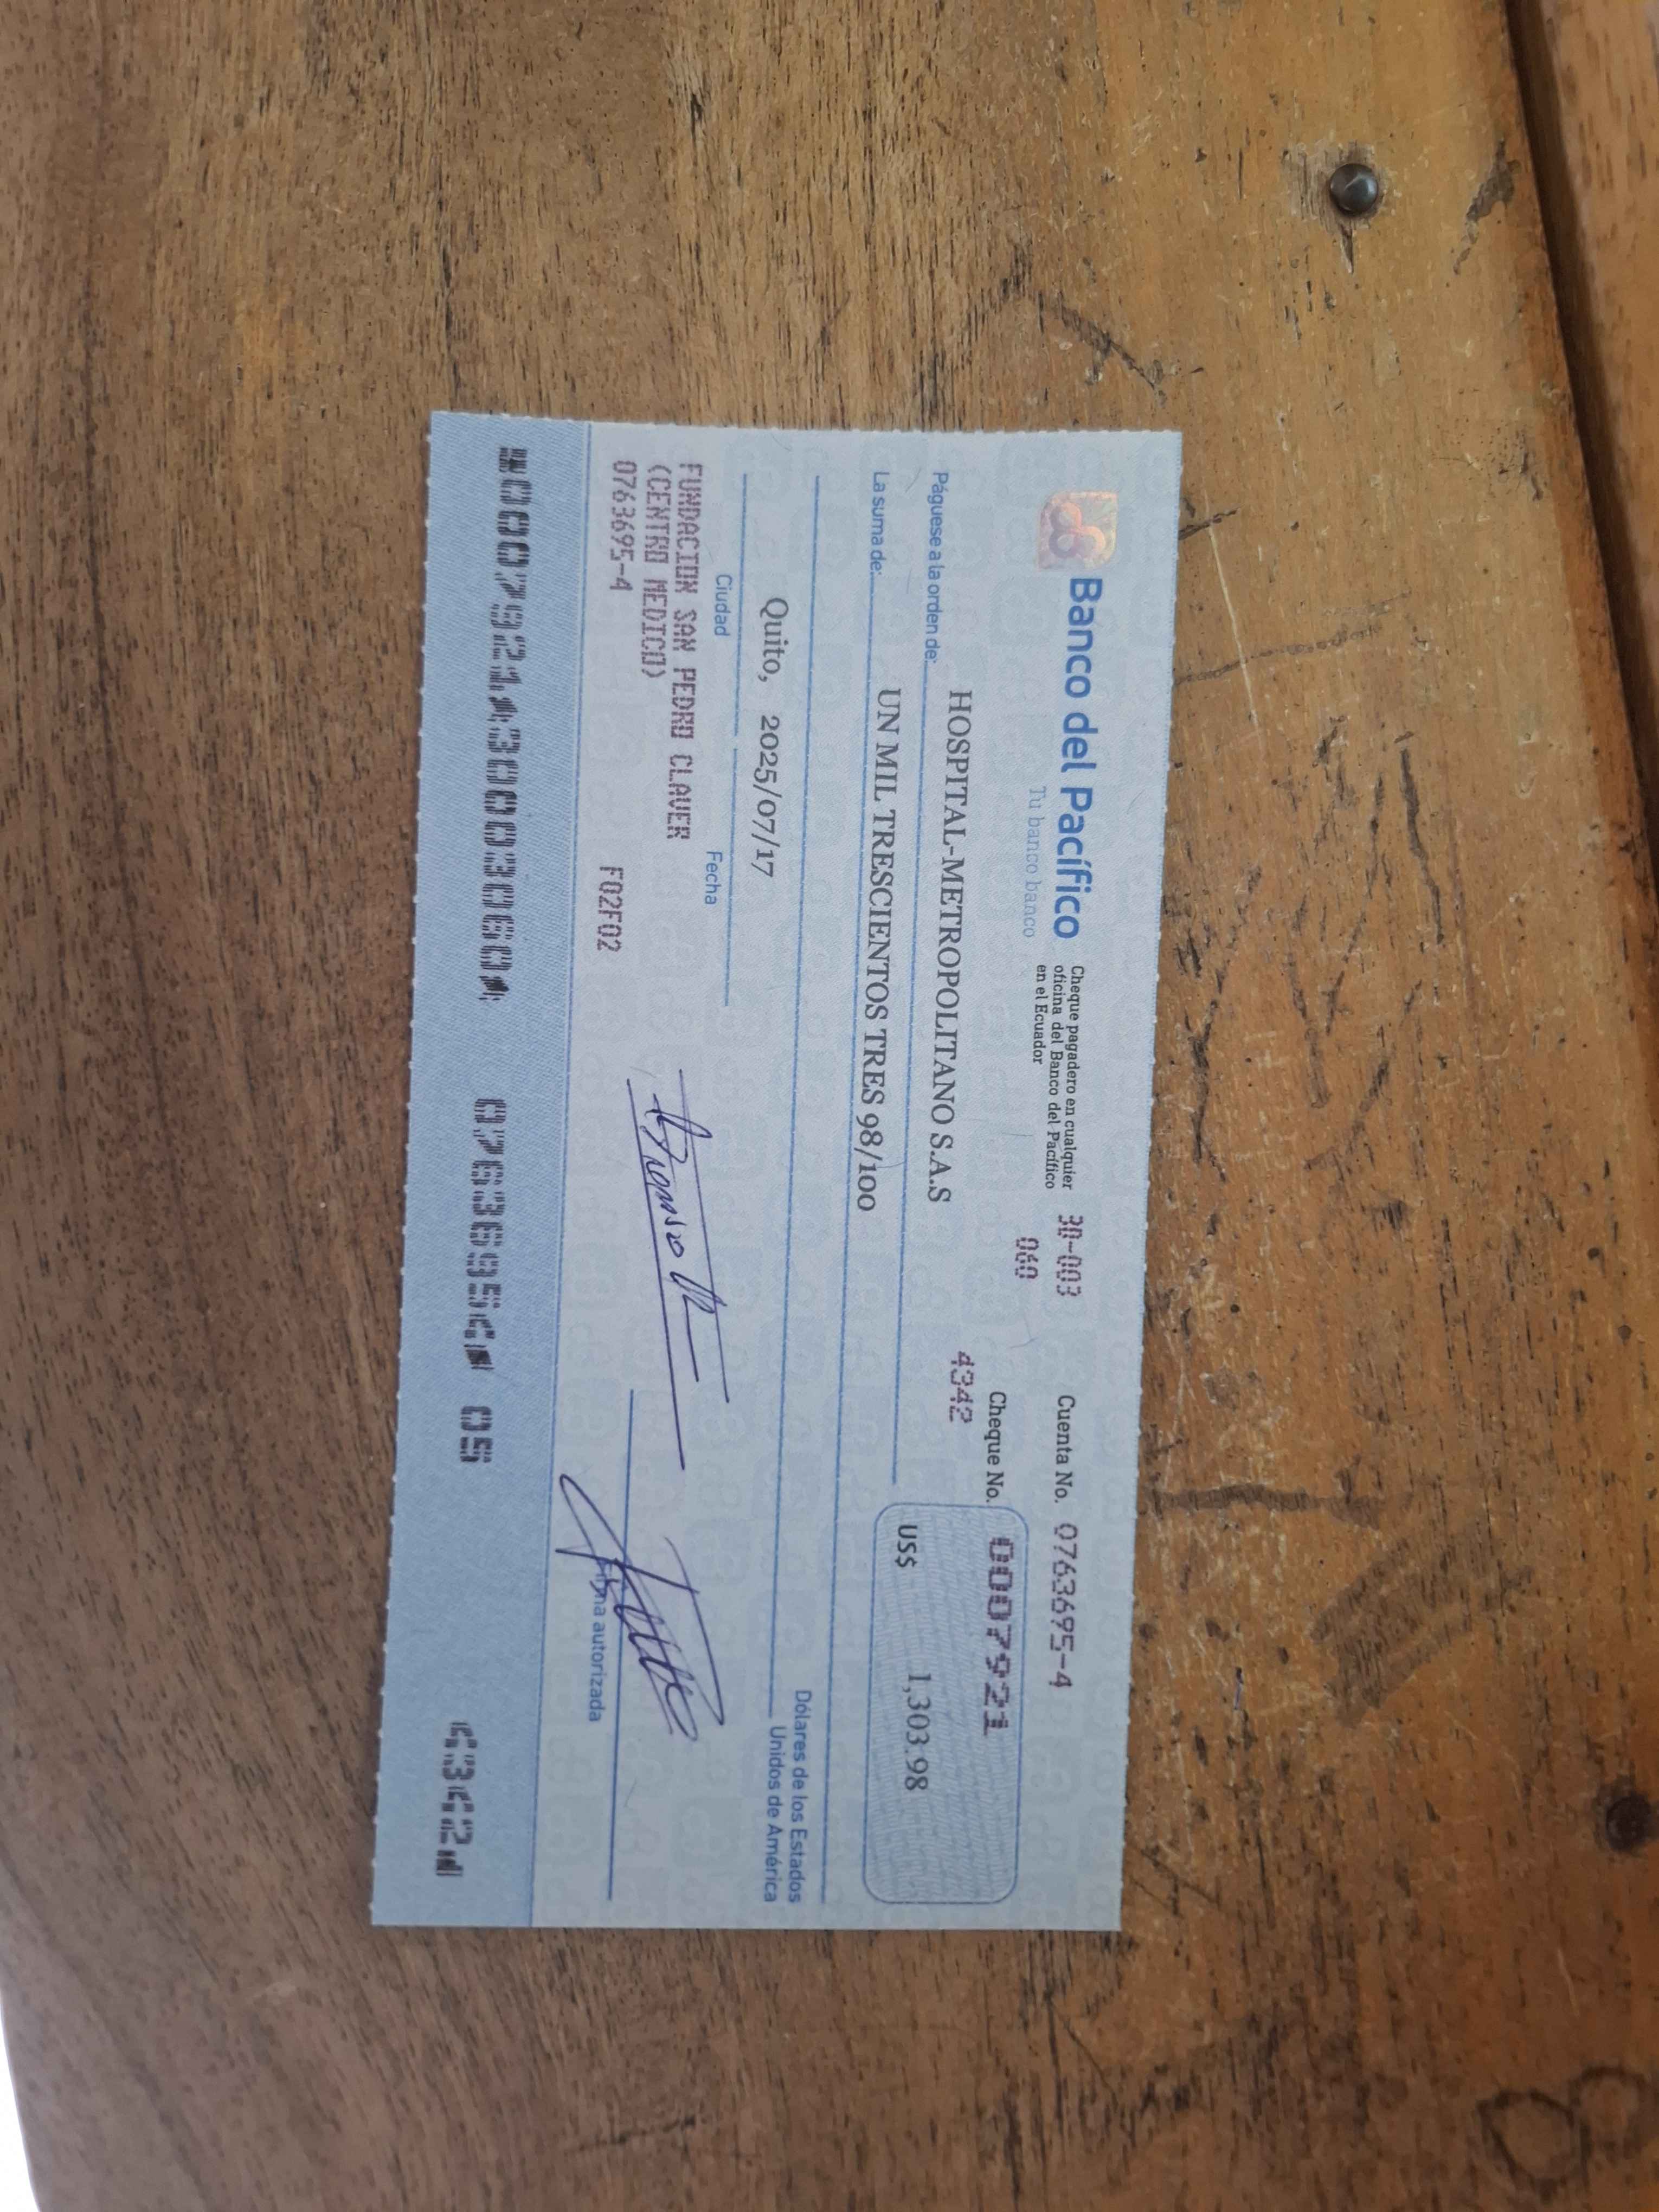 Banco del Pacífico
Tu banco banco
Cheque pagadero en cualquier
oficina del Banco del Pacífico
en el Ecuador
30-003
060
Cuenta No. 0763695-4
Cheque No. 0007921
4342
Páguese a la orden de: HOSPITAL-METROPOLITANO S.A.S
US$ 1,303.98
La suma de: UN MIL TRESCIENTOS TRES 98/100
Dólares de los Estados
Unidos de América
Quito, 2025/07/17
Ciudad Fecha
FUNDACION SAN PEDRO CLAVER
(CENTRO MEDICO)
0763695-4
F02F02
Firma autorizada
007921 30003060 07636954 05 4342